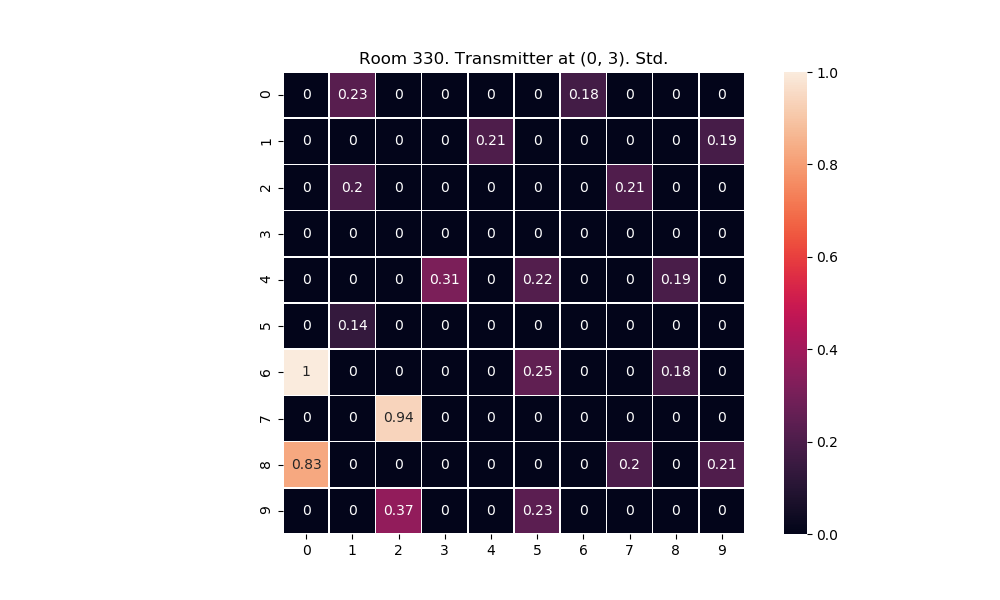 Room 330. Transmitter at (0, 3). Std.
0 0 0.23 0 0 0 0 0.18 0 0 0
1 0 0 0 0 0.21 0 0 0 0 0.19
2 0 0.2 0 0 0 0 0 0.21 0 0
3 0 0 0 0 0 0 0 0 0 0
4 0 0 0 0.31 0 0.22 0 0 0.19 0
5 0 0.14 0 0 0 0 0 0 0 0
6 1 0 0 0 0 0.25 0 0 0.18 0
7 0 0 0.94 0 0 0 0 0 0 0
8 0.83 0 0 0 0 0 0 0.2 0 0.21
9 0 0 0.37 0 0 0.23 0 0 0 0
0 1 2 3 4 5 6 7 8 9
1.0
0.8
0.6
0.4
0.2
0.0